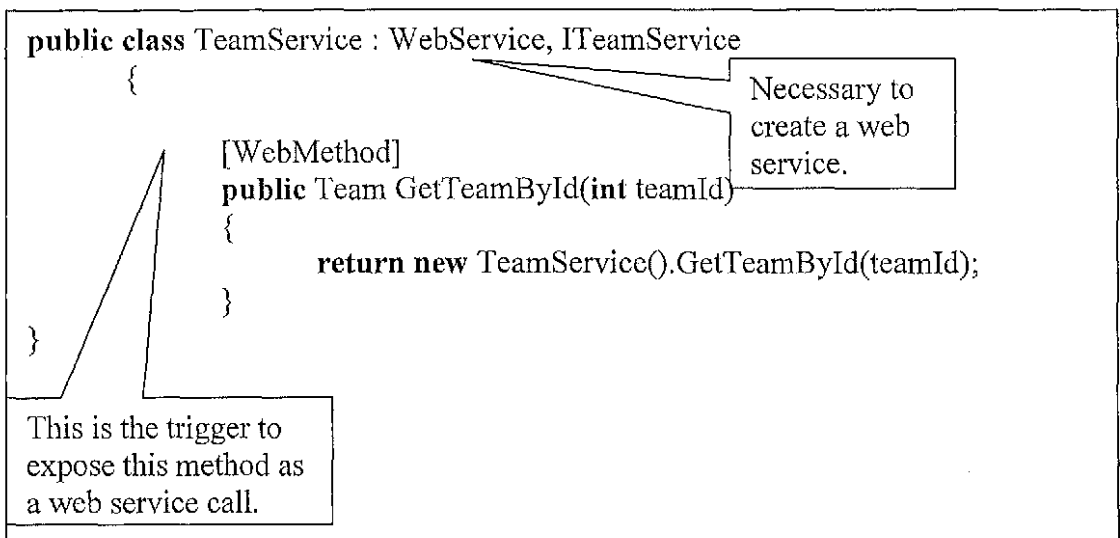 public class TeamService : WebService, ITeamService
{
Necessary to
create a web
service.
[WebMethod]
public Team GetTeamById(int teamId)
{
return new TeamService().GetTeamById(teamId);
}
}
This is the trigger to
expose this method as
a web service call.